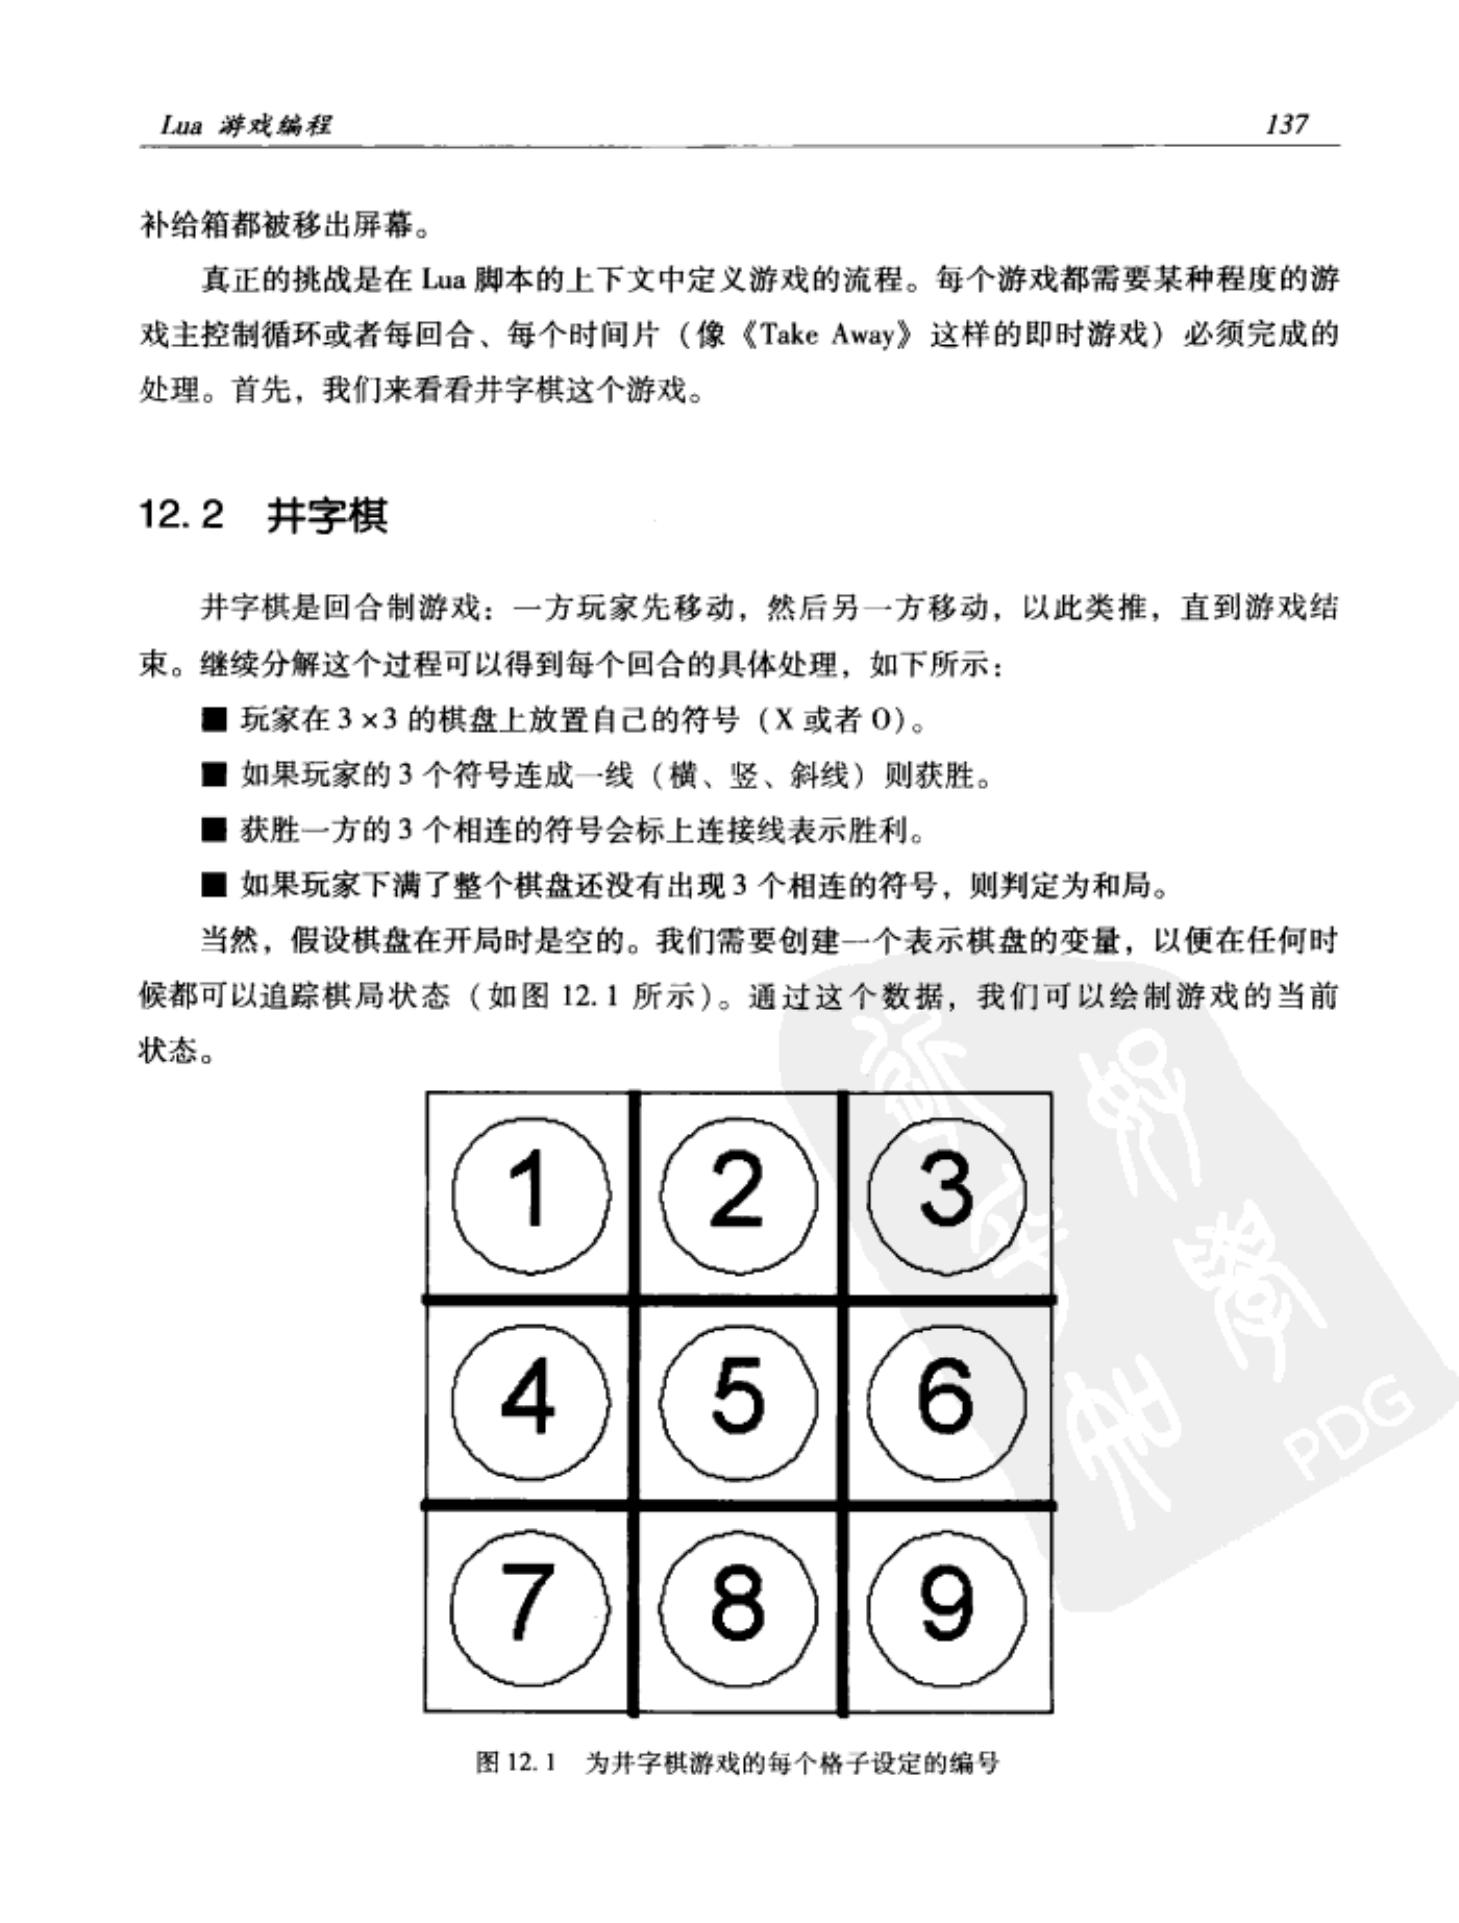 Lua 游戏编程
137
补给箱都被移出屏幕。
真正的挑战是在 Lua 脚本的上下文中定义游戏的流程。每个游戏都需要某种程度的游
戏主控制循环或者每回合、每个时间片（像《Take Away》这样的即时游戏）必须完成的
处理。首先，我们来看看井字棋这个游戏。
12.2 井字棋
井字棋是回合制游戏：一方玩家先移动，然后另一方移动，以此类推，直到游戏结
束。继续分解这个过程可以得到每个回合的具体处理，如下所示：
■ 玩家在 3×3 的棋盘上放置自己的符号（X 或者 O）。
■ 如果玩家的 3 个符号连成一线（横、竖、斜线）则获胜。
■ 获胜一方的 3 个相连的符号会标上连接线表示胜利。
■ 如果玩家下满了整个棋盘还没有出现 3 个相连的符号，则判定为和局。
当然，假设棋盘在开局时是空的。我们需要创建一个表示棋盘的变量，以便在任何时
候都可以追踪棋局状态（如图 12.1 所示）。通过这个数据，我们可以绘制游戏的当前
状态。
1 2 3
4 5 6
7 8 9
PDG
图 12.1 为井字棋游戏的每个格子设定的编号